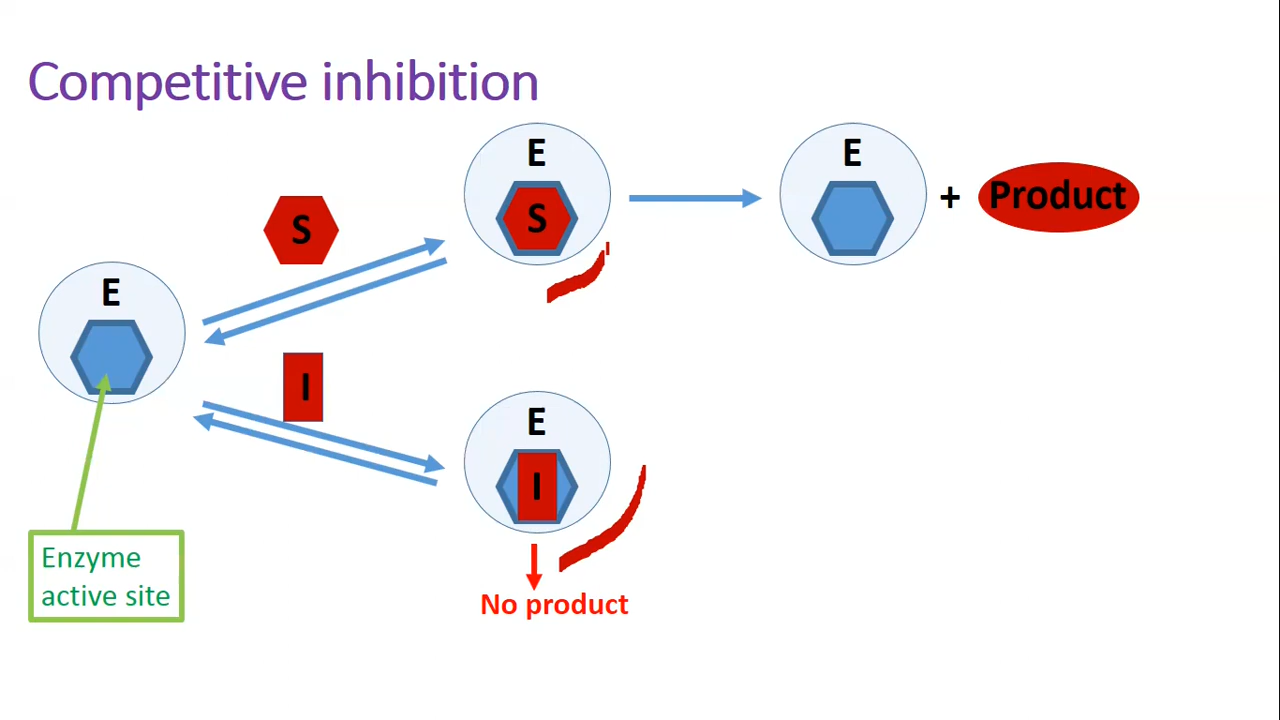 Competitive inhibition
E
S
E
S
E
+
Product
E
I
E
I
No product
Enzyme
active site